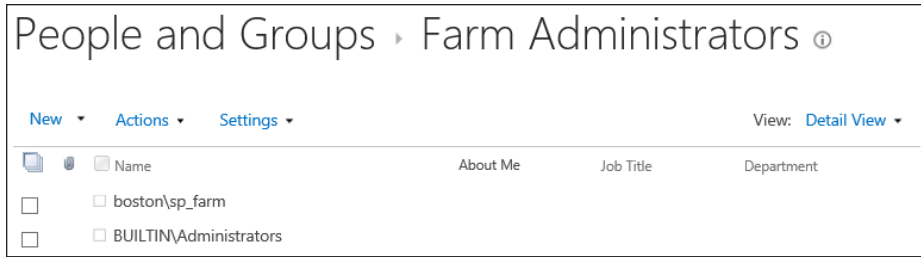 People and Groups ▸ Farm Administrators
New Actions Settings View: Detail View
Name About Me Job Title Department
boston\sp_farm
BUILTIN\Administrators